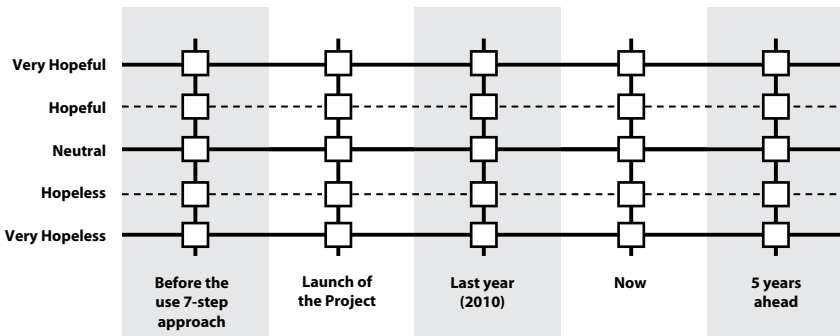 Very Hopeful
Hopeful
Neutral
Hopeless
Very Hopeless
Before the
use 7-step
approach
Launch of
the Project
Last year
(2010)
Now
5 years
ahead